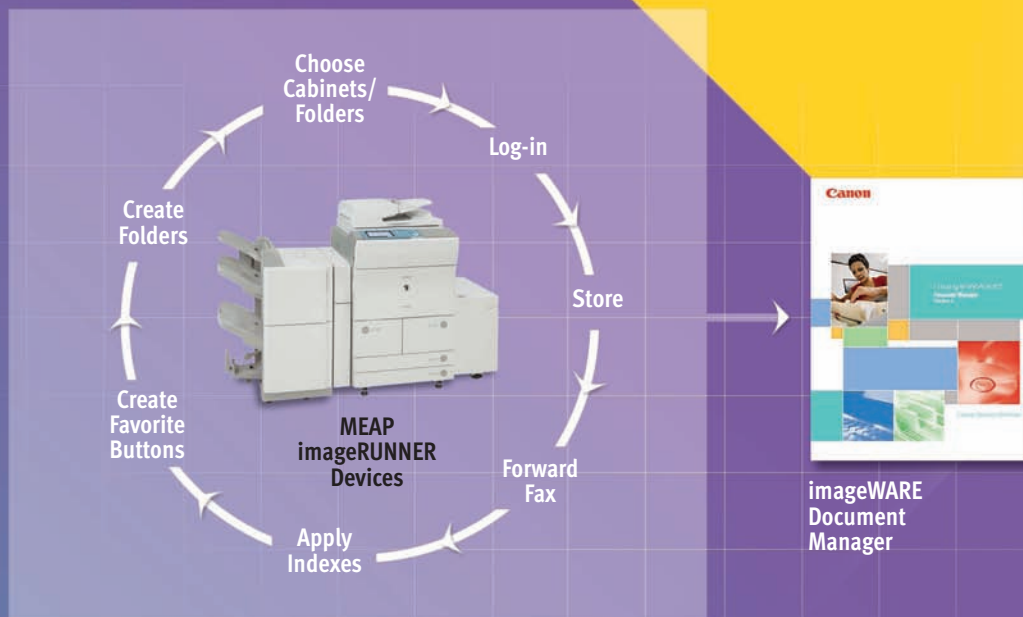 Choose
Cabinets/
Folders
Log-in
Store
Forward
Fax
Apply
Indexes
Create
Favorite
Buttons
Create
Folders
MEAP
imageRUNNER
Devices
Canon
imageWARE
Document
Manager